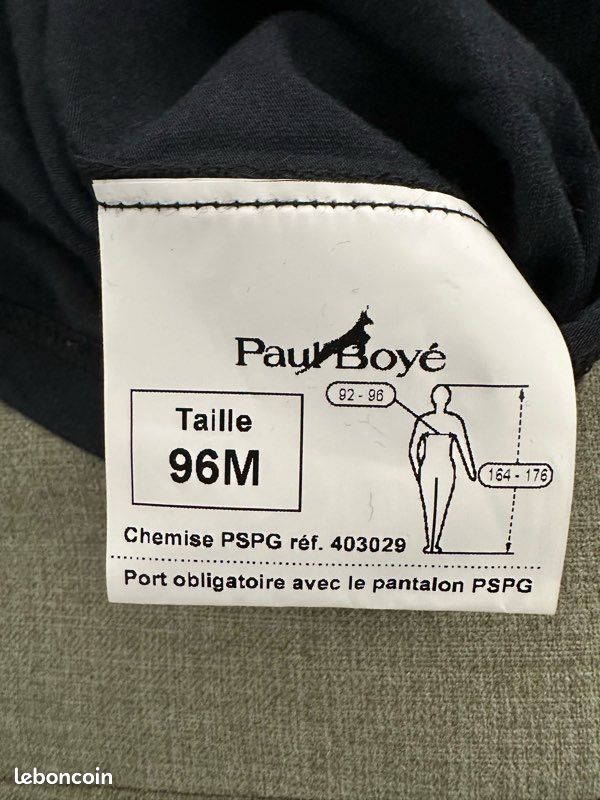 Paul Boyé
Taille
96M
92 - 96
164 - 176
Chemise PSPG réf. 403029
Port obligatoire avec le pantalon PSPG
leboncoin